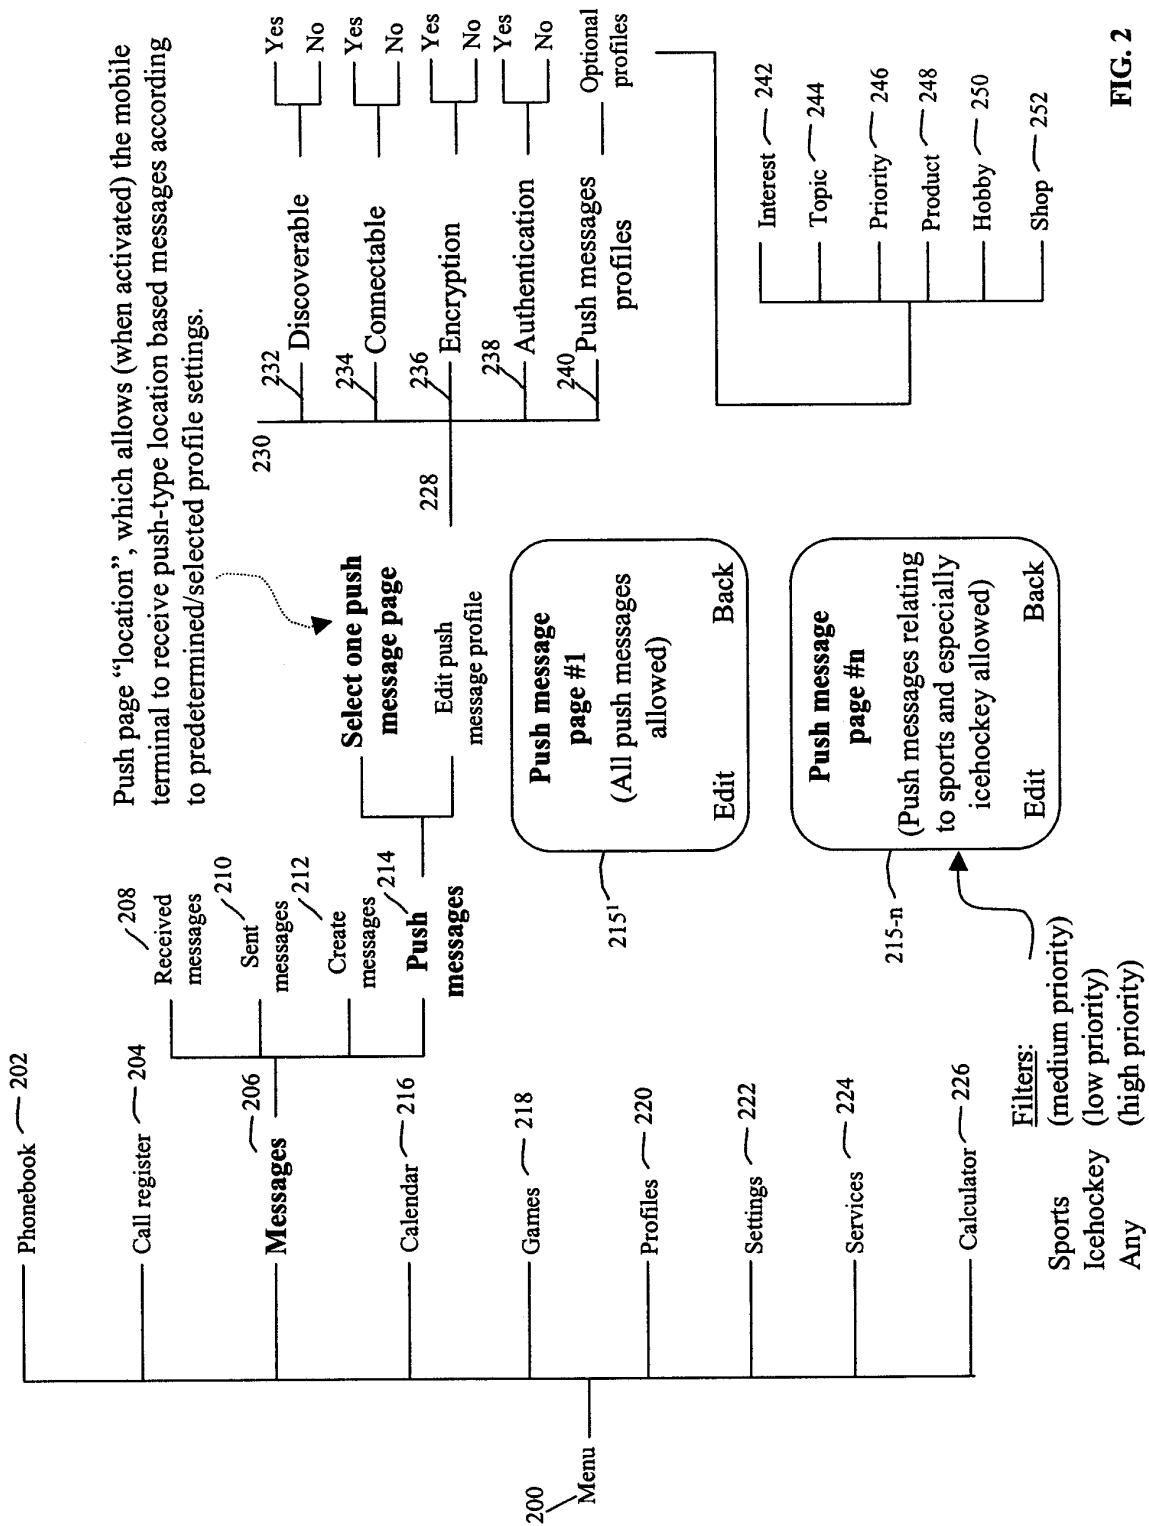 Push page “location”, which allows (when activated) the mobile
terminal to receive push-type location based messages according
to predetermined/selected profile settings.
200
Menu
Phonebook 202
Call register 204
206
Messages
Calendar 216
Games 218
Profiles 220
Settings 222
Services 224
Calculator 226
208
Received
messages
210
Sent
messages
212
Create
messages
214
Push
messages
Select one push
message page
Edit push
message profile
228
230
232
Discoverable
Yes
No
234
Connectable
Yes
No
236
Encryption
Yes
No
238
Authentication
Yes
No
240
Push messages
profiles
Optional
profiles
Interest 242
Topic 244
Priority 246
Product 248
Hobby 250
Shop 252
215¹
Push message
page #1
(All push messages
allowed)
Edit Back
215-n
Push message
page #n
(Push messages relating
to sports and especially
icehockey allowed)
Edit Back
Filters:
Sports (medium priority)
Icehockey (low priority)
Any (high priority)
FIG. 2